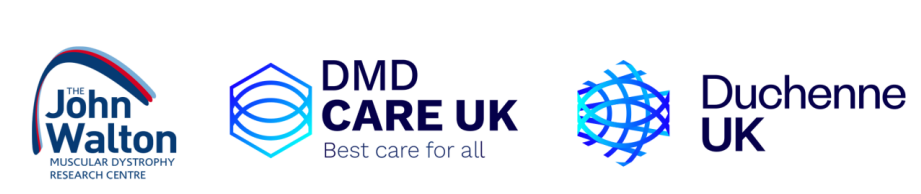 THE
John
Walton
MUSCULAR DYSTROPHY
RESEARCH CENTRE
DMD
CARE UK
Best care for all
Duchenne
UK